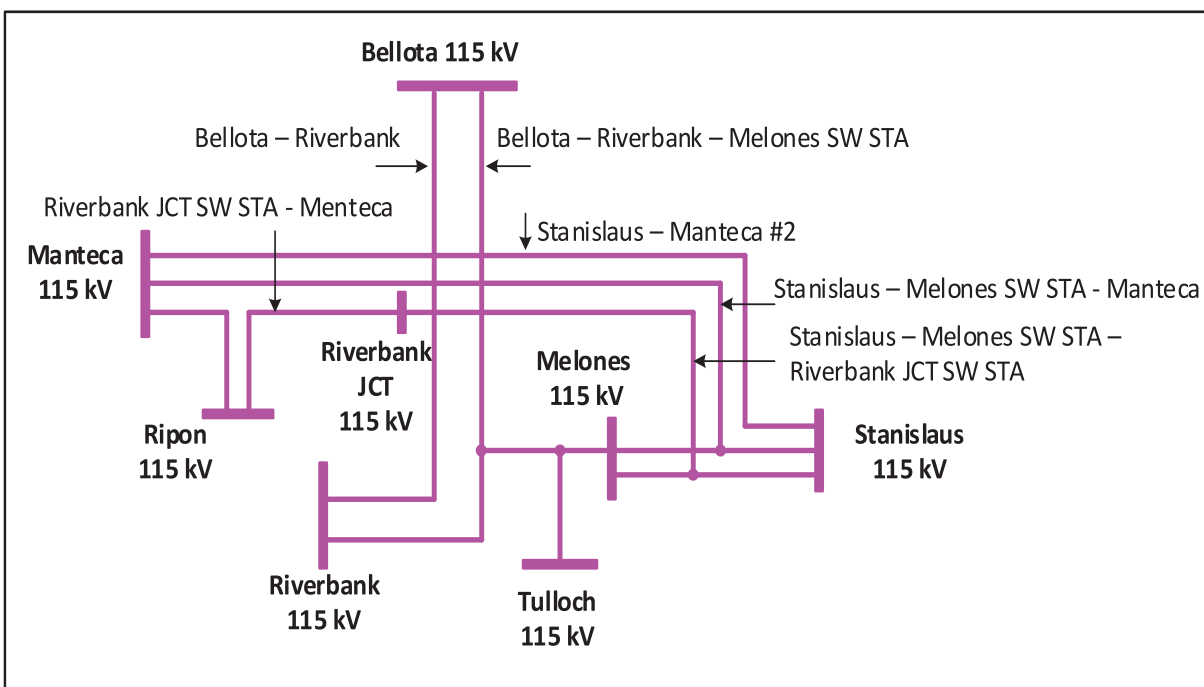 Bellota 115 kV
Bellota – Riverbank
Bellota – Riverbank – Melones SW STA
Riverbank JCT SW STA - Menteca
Stanislaus – Manteca #2
Manteca
115 kV
Stanislaus – Melones SW STA - Manteca
Stanislaus – Melones SW STA –
Riverbank JCT SW STA
Riverbank
JCT
115 kV
Melones
115 kV
Ripon
115 kV
Stanislaus
115 kV
Riverbank
115 kV
Tulloch
115 kV